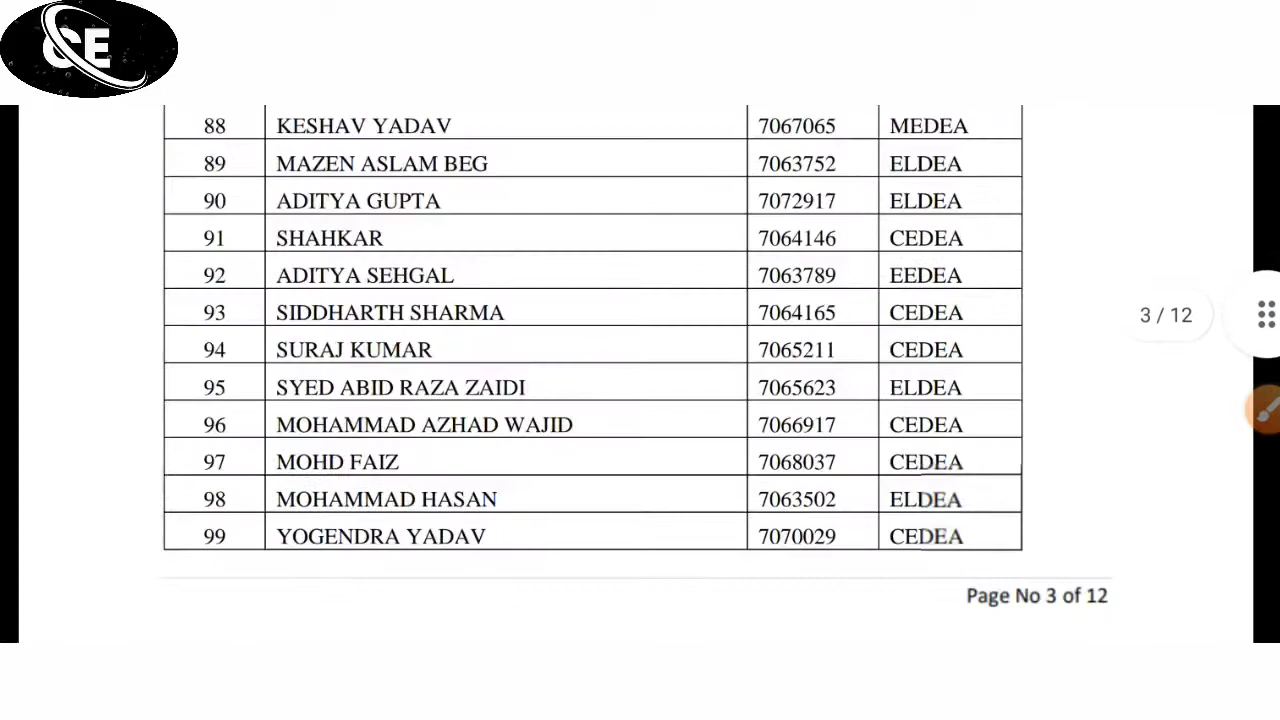 CE
88 KESHAV YADAV 7067065 MEDEA
89 MAZEN ASLAM BEG 7063752 ELDEA
90 ADITYA GUPTA 7072917 ELDEA
91 SHAHKAR 7064146 CEDEA
92 ADITYA SEHGAL 7063789 EEDEA
93 SIDDHARTH SHARMA 7064165 CEDEA
3 / 12
94 SURAJ KUMAR 7065211 CEDEA
95 SYED ABID RAZA ZAIDI 7065623 ELDEA
96 MOHAMMAD AZHAD WAJID 7066917 CEDEA
97 MOHD FAIZ 7068037 CEDEA
98 MOHAMMAD HASAN 7063502 ELDEA
99 YOGENDRA YADAV 7070029 CEDEA
Page No 3 of 12